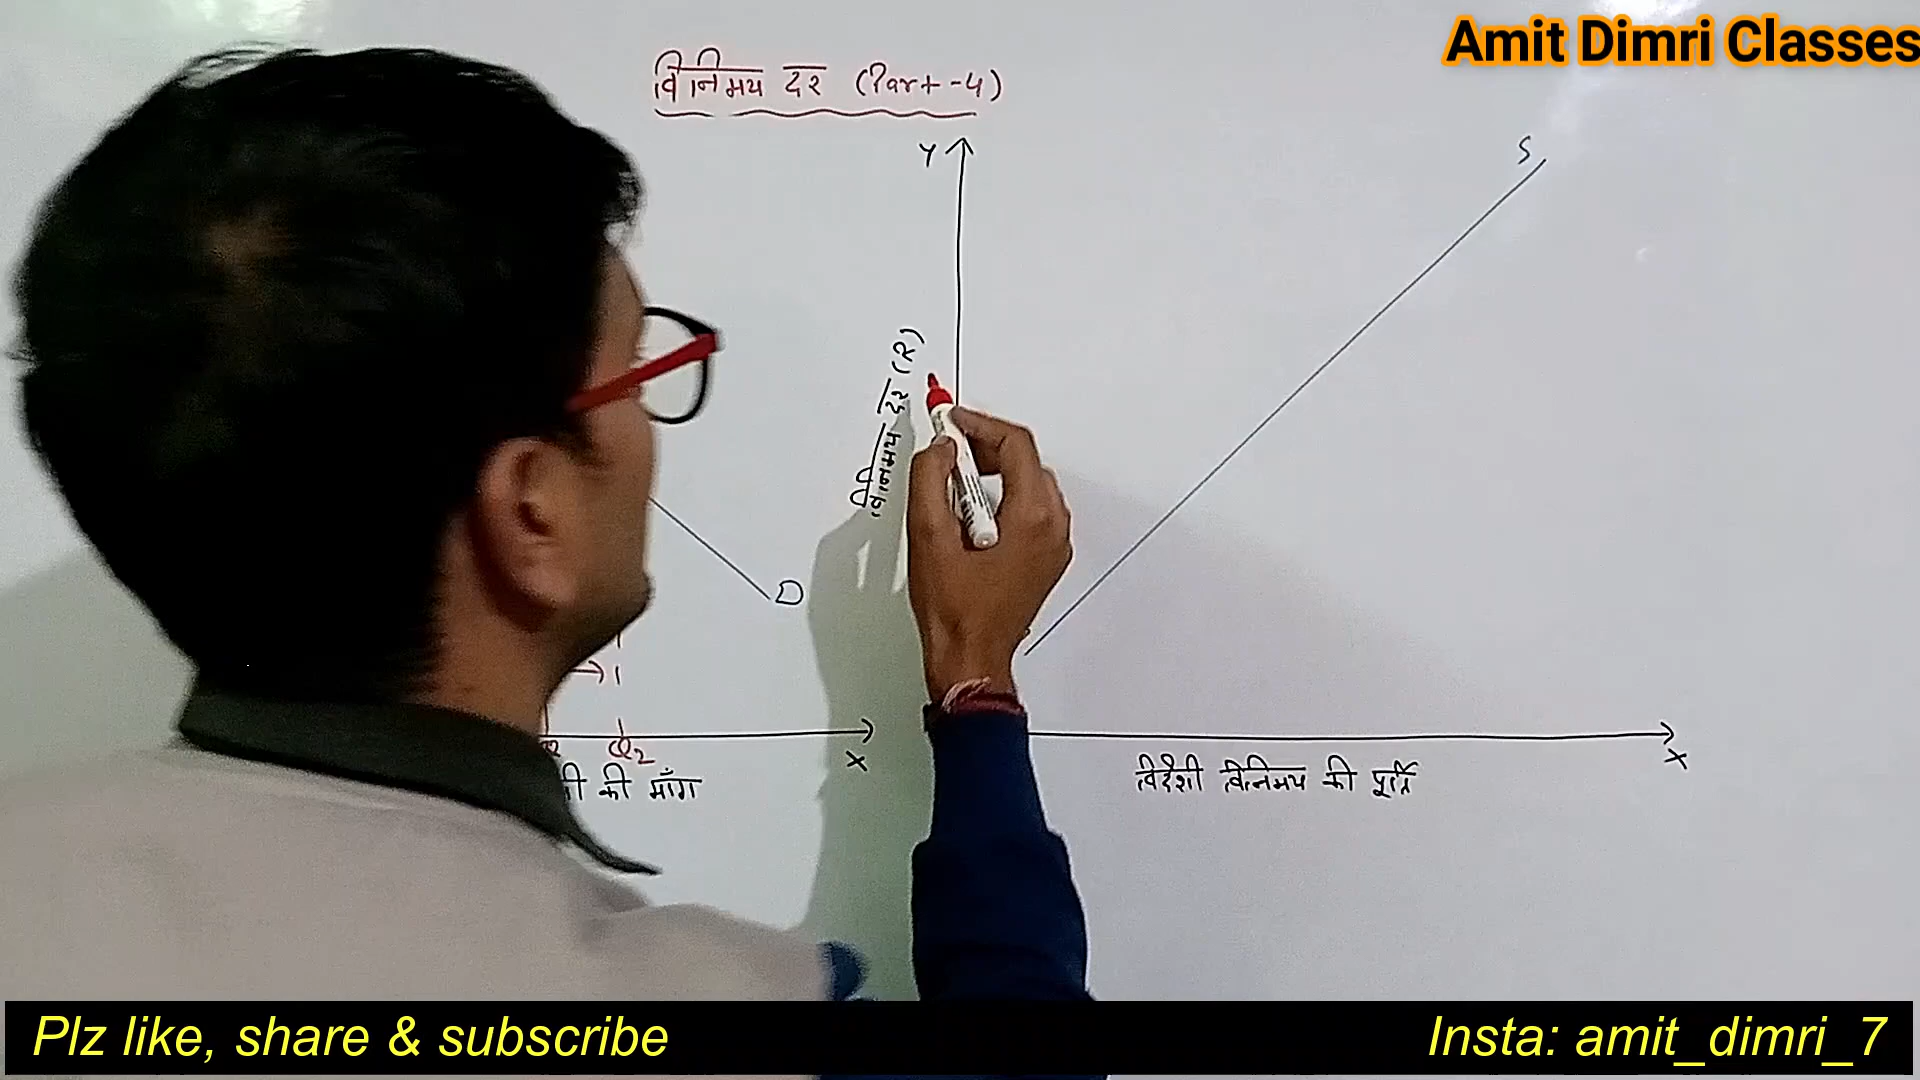 Amit Dimri Classes
विनिमय दर (Part-4)
Y
S
विनिमय दर (R)
D
Q2
X
X
की माँग
विदेशी विनिमय की पूर्ति
Plz like, share & subscribe
Insta: amit_dimri_7